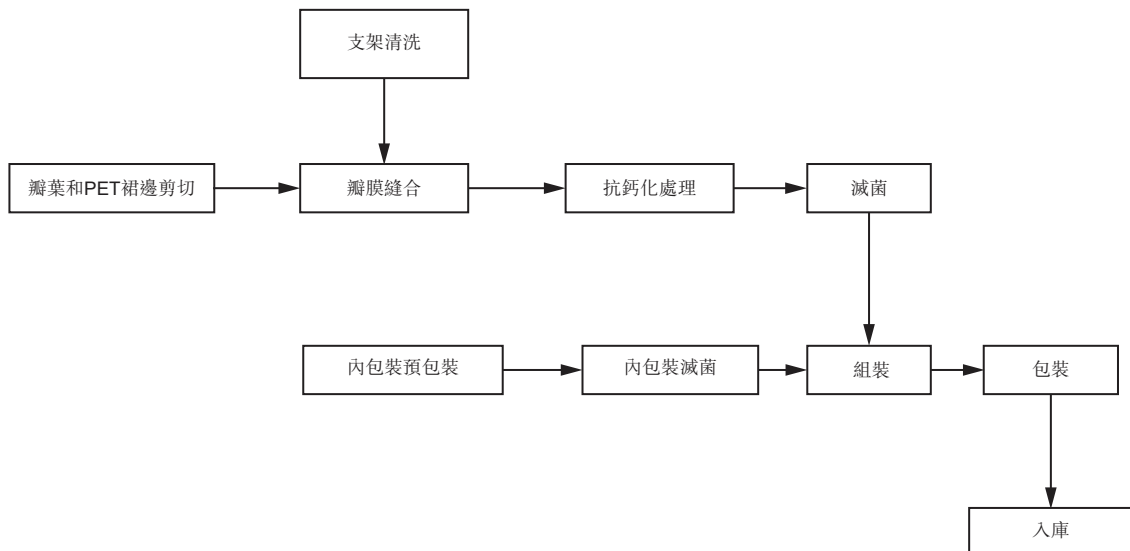 支架清洗
瓣葉和PET裙邊剪切
瓣膜縫合
抗鈣化處理
滅菌
內包裝預包裝
內包裝滅菌
組裝
包裝
入庫